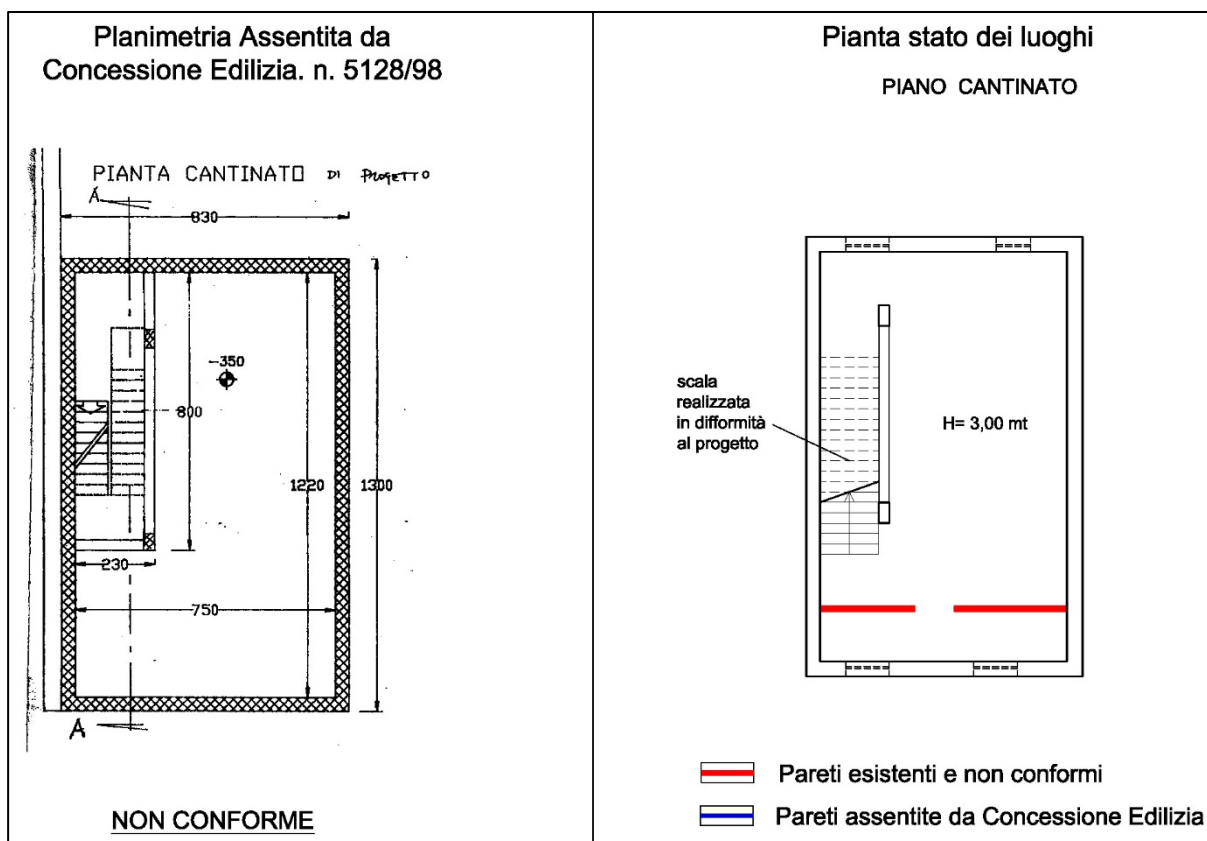 Planimetria Assentita da
Concessione Edilizia. n. 5128/98
PIANTA CANTINATO DI PROGETTO
A
830
-350
800
1220
1300
230
750
A
NON CONFORME
Pianta stato dei luoghi
PIANO CANTINATO
scala
realizzata
in difformità
al progetto
H= 3,00 mt
Pareti esistenti e non conformi
Pareti assentite da Concessione Edilizia